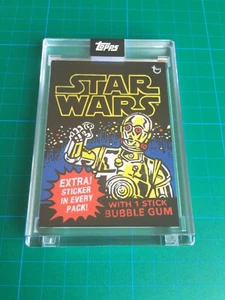 topps
STAR
WARS
EXTRA!
STICKER
IN EVERY
PACK!
WITH 1 STICK
BUBBLE GUM